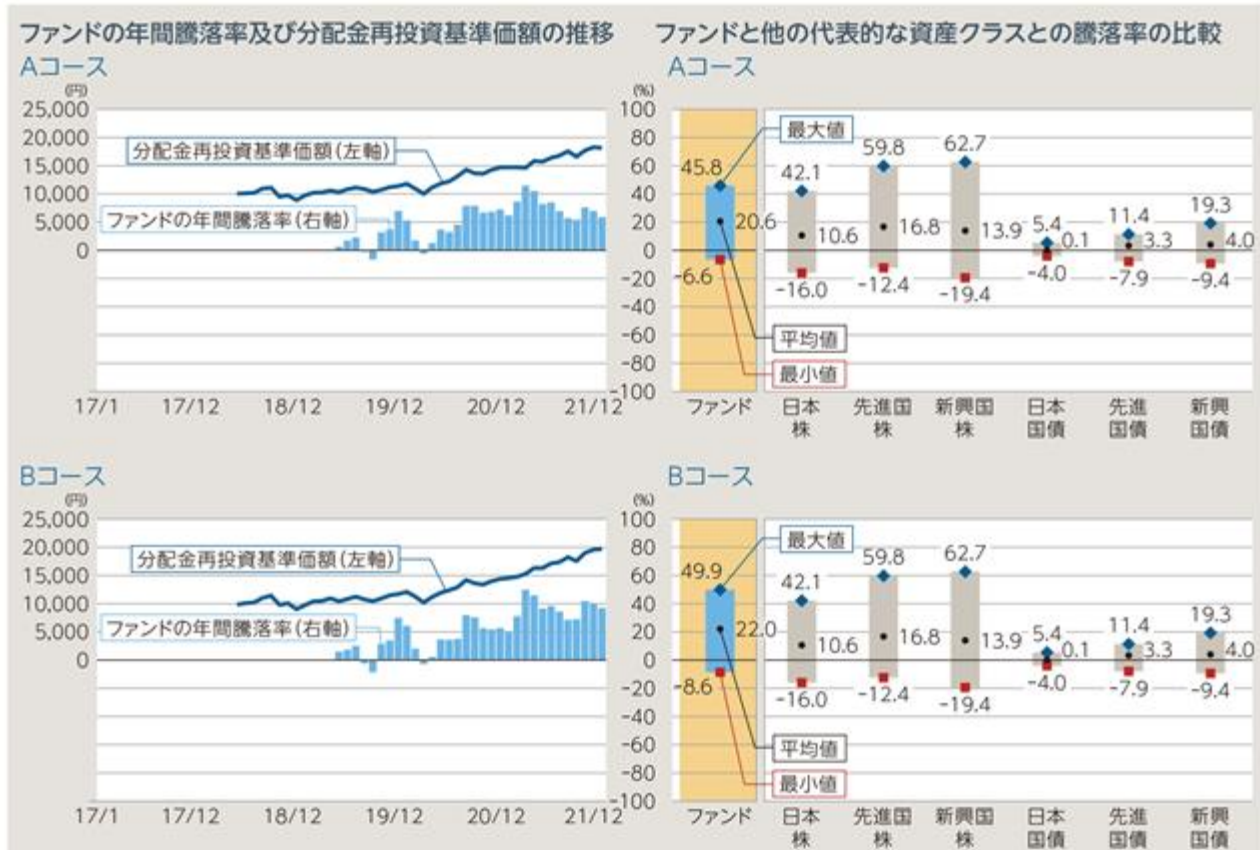 ファンドの年間騰落率及び分配金再投資基準価額の推移
Aコース
(円)
25,000
20,000
15,000
10,000
5,000
0
分配金再投資基準価額(左軸)
ファンドの年間騰落率(右軸)
17/1 17/12 18/12 19/12 20/12 21/12
ファンドと他の代表的な資産クラスとの騰落率の比較
Aコース
(%)
100
80
60
40
20
0
-20
-40
-60
-80
-100
最大値
平均値
最小値
45.8 42.1 59.8 62.7 5.4 11.4 19.3
20.6 10.6 16.8 13.9 0.1 3.3 4.0
-6.6 -16.0 -12.4 -19.4 -4.0 -7.9 -9.4
ファンド 日本 先進国 新興国 日本 先進 新興
株 株 株 国債 国債 国債
Bコース
(円)
25,000
20,000
15,000
10,000
5,000
0
分配金再投資基準価額(左軸)
ファンドの年間騰落率(右軸)
17/1 17/12 18/12 19/12 20/12 21/12
Bコース
(%)
100
80
60
40
20
0
-20
-40
-60
-80
-100
最大値
平均値
最小値
49.9 42.1 59.8 62.7 5.4 11.4 19.3
22.0 10.6 16.8 13.9 0.1 3.3 4.0
-8.6 -16.0 -12.4 -19.4 -4.0 -7.9 -9.4
ファンド 日本 先進国 新興国 日本 先進 新興
株 株 株 国債 国債 国債